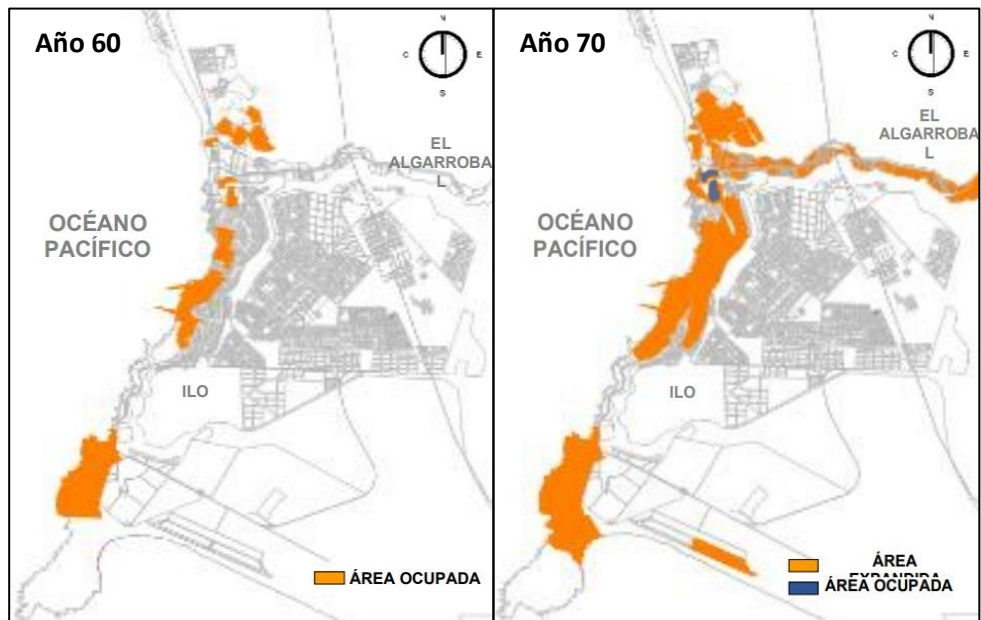 Año 60
N
C
E
S
EL
ALGARROBA
L
OCÉANO
PACÍFICO
ILO
ÁREA OCUPADA
Año 70
N
C
E
S
EL
ALGARROBA
L
OCÉANO
PACÍFICO
ILO
ÁREA
EXPANDIDA
ÁREA OCUPADA